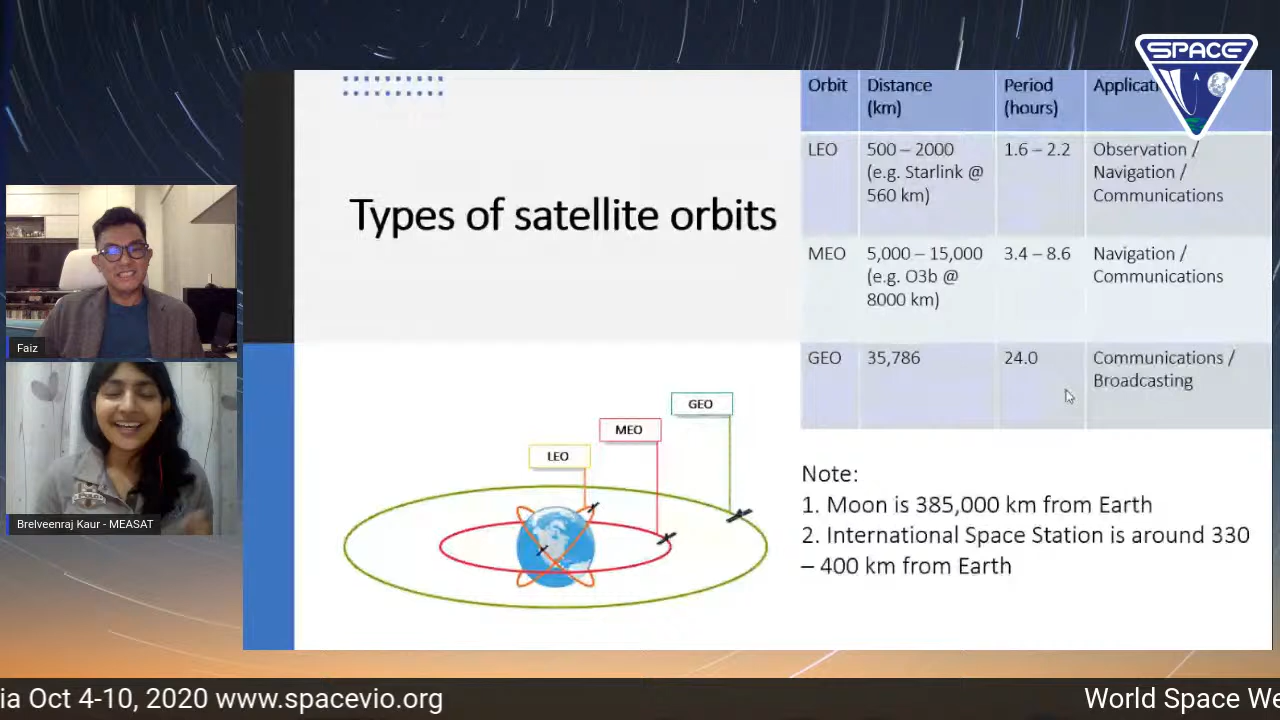 SPACE
Types of satellite orbits
Orbit
Distance
(km)
Period
(hours)
Applicati
LEO
500 – 2000
(e.g. Starlink @
560 km)
1.6 – 2.2
Observation /
Navigation /
Communications
MEO
5,000 – 15,000
(e.g. O3b @
8000 km)
3.4 – 8.6
Navigation /
Communications
GEO
35,786
24.0
Communications /
Broadcasting
GEO
MEO
LEO
Note:
1. Moon is 385,000 km from Earth
2. International Space Station is around 330
– 400 km from Earth
Faiz
Brelveenraj Kaur - MEASAT
ia Oct 4-10, 2020 www.spacevio.org
World Space We